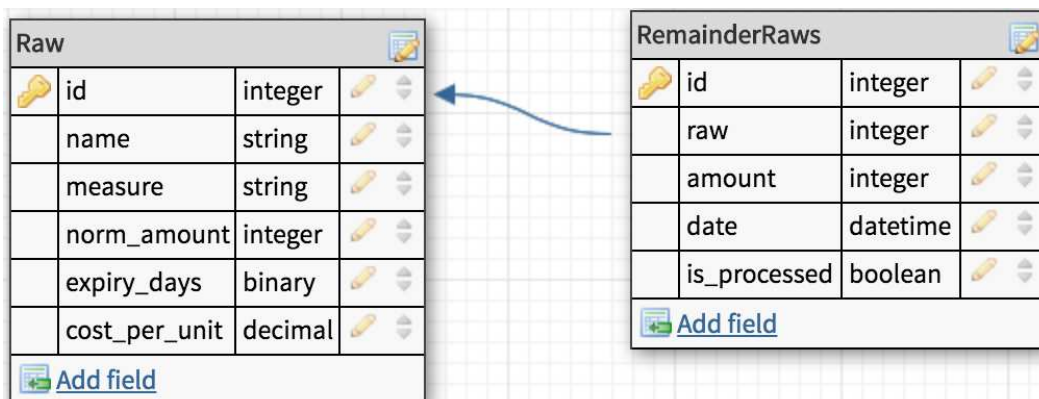 Raw
id integer
name string
measure string
norm_amount integer
expiry_days binary
cost_per_unit decimal
Add field
RemainderRaws
id integer
raw integer
amount integer
date datetime
is_processed boolean
Add field